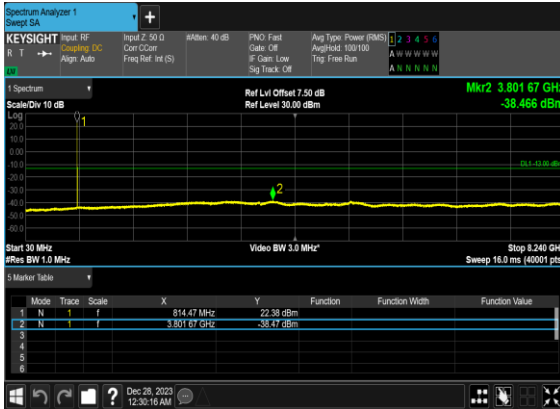 Spectrum Analyzer 1
Swept SA
+
KEYSIGHT Input: RF Input Z: 50 Ω #Atten: 40 dB PNO: Fast Avg Type: Power (RMS) 1 2 3 4 5 6
R T Coupling: DC Corr CCorr Gate: Off Avg|Hold: 100/100 A W W W W W
Align: Auto Freq Ref: Int (S) IF Gain: Low Trig: Free Run
Sig Track: Off A N N N N N
1 Spectrum Ref Lvl Offset 7.50 dB Mkr2 3.801 67 GHz
Scale/Div 10 dB Ref Level 30.00 dBm -38.466 dBm
Log
1
20.0
10.0
0.00
-10.0
DL1 -13.00 dBm
-20.0
-30.0
2
-40.0
-50.0
-60.0
Start 30 MHz Video BW 3.0 MHz* Stop 8.240 GHz
#Res BW 1.0 MHz Sweep 16.0 ms (40001 pts)
5 Marker Table
Mode Trace Scale X Y Function Function Width Function Value
1 N 1 f 814.47 MHz 22.38 dBm
2 N 1 f 3.801 67 GHz -38.47 dBm
3
4
5
6
? Dec 28, 2023
12:30:16 AM